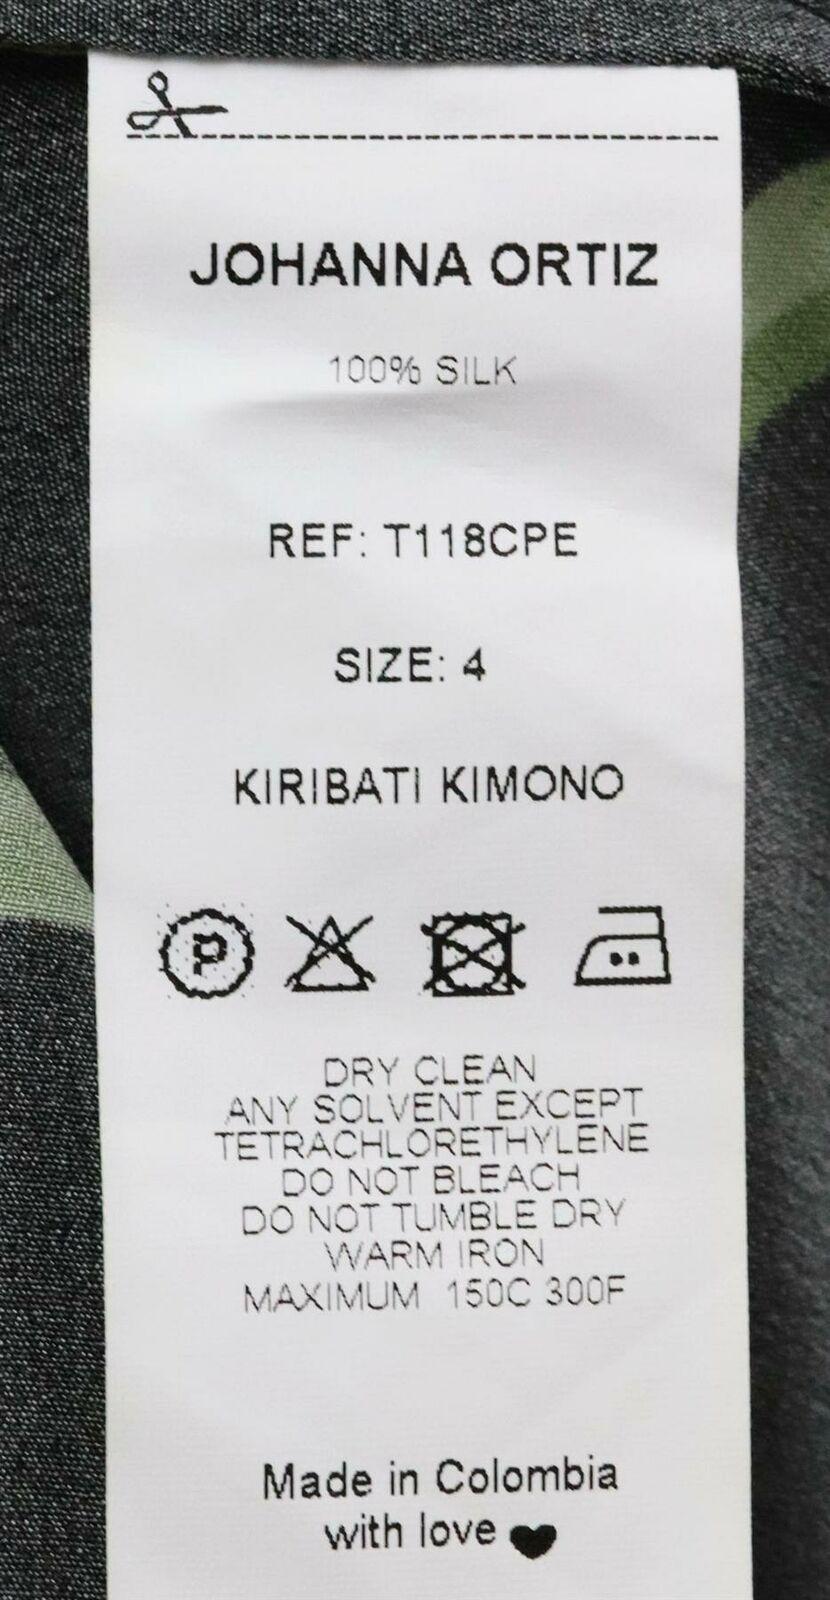 JOHANNA ORTIZ
100% SILK
REF: T118CPE
SIZE: 4
KIRIBATI KIMONO
P
DRY CLEAN
ANY SOLVENT EXCEPT
TETRACHLORETHYLENE
DO NOT BLEACH
DO NOT TUMBLE DRY
WARM IRON
MAXIMUM 150C 300F
Made in Colombia
with love